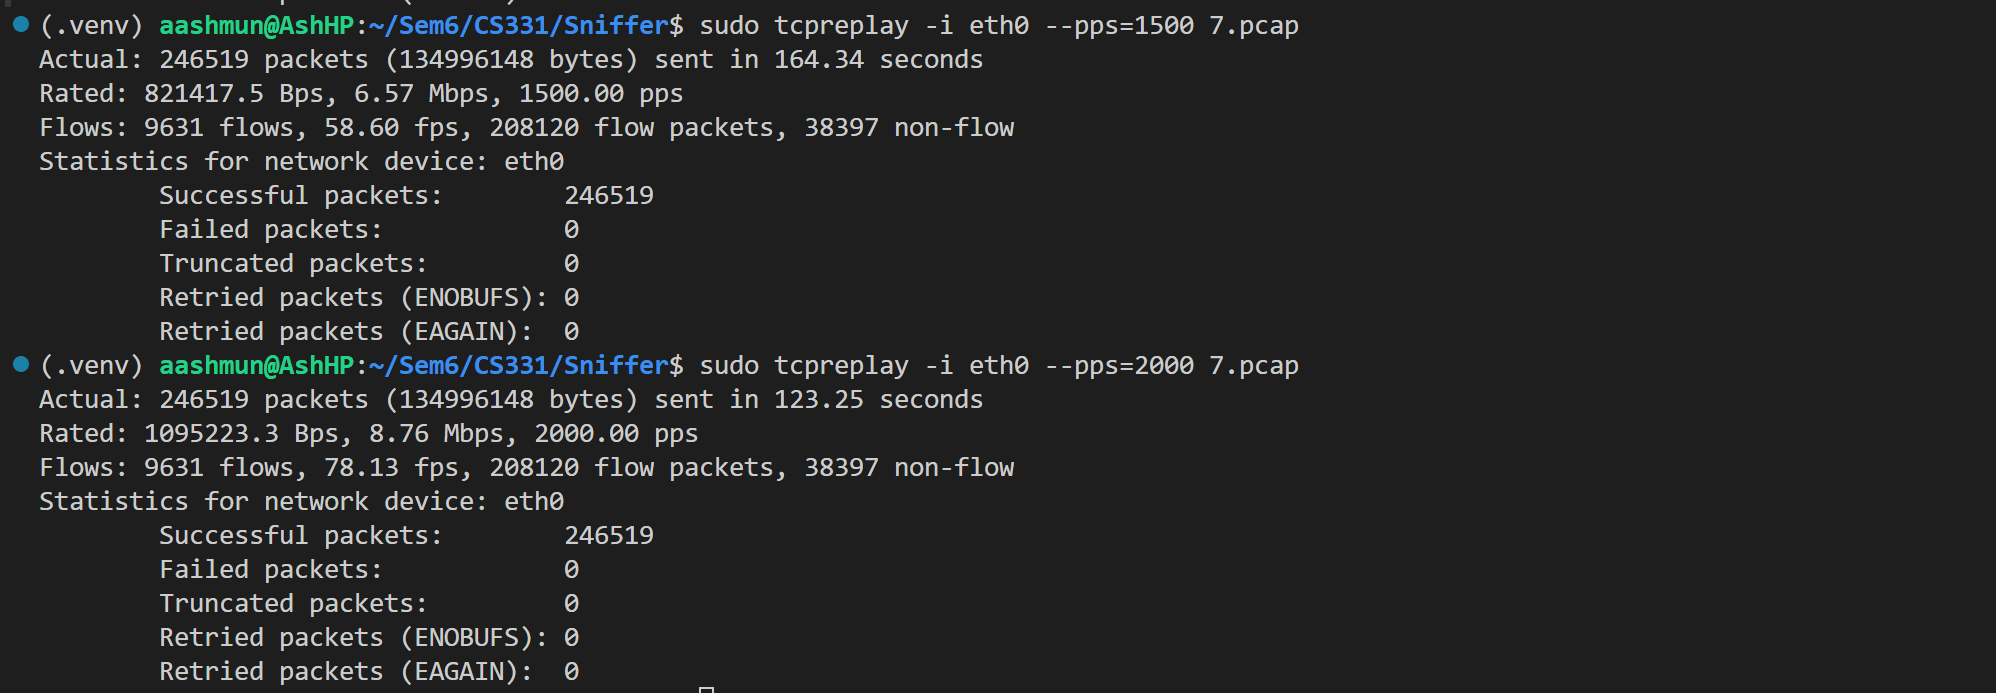 (.venv) aashmun@AshHP:~/Sem6/CS331/Sniffer$ sudo tcpreplay -i eth0 --pps=1500 7.pcap
Actual: 246519 packets (134996148 bytes) sent in 164.34 seconds
Rated: 821417.5 Bps, 6.57 Mbps, 1500.00 pps
Flows: 9631 flows, 58.60 fps, 208120 flow packets, 38397 non-flow
Statistics for network device: eth0
Successful packets: 246519
Failed packets: 0
Truncated packets: 0
Retried packets (ENOBUFS): 0
Retried packets (EAGAIN): 0
(.venv) aashmun@AshHP:~/Sem6/CS331/Sniffer$ sudo tcpreplay -i eth0 --pps=2000 7.pcap
Actual: 246519 packets (134996148 bytes) sent in 123.25 seconds
Rated: 1095223.3 Bps, 8.76 Mbps, 2000.00 pps
Flows: 9631 flows, 78.13 fps, 208120 flow packets, 38397 non-flow
Statistics for network device: eth0
Successful packets: 246519
Failed packets: 0
Truncated packets: 0
Retried packets (ENOBUFS): 0
Retried packets (EAGAIN): 0